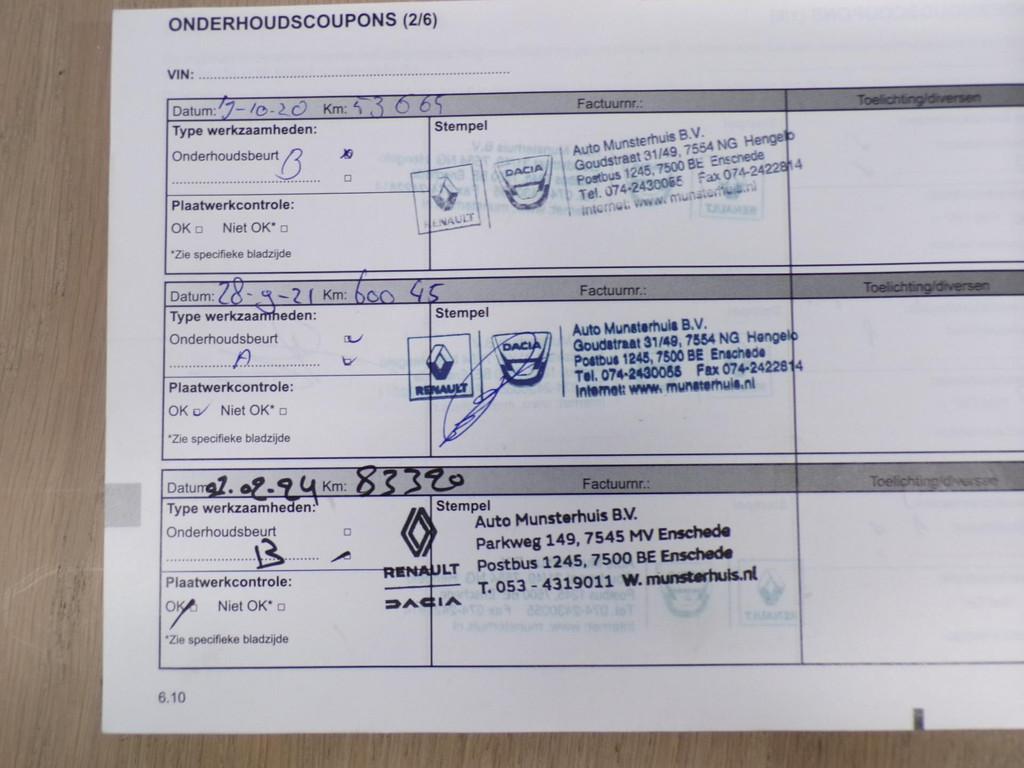 ONDERHOUDSCOUPONS (2/6)
VIN:
Datum: Km: 53665 Factuurnr.: Toelichting/diversen
Type werkzaamheden:
Onderhoudsbeurt B
Plaatwerkcontrole:
OK Niet OK*
*Zie specifieke bladzijde
Stempel
RENAULT
DACIA
Auto Munsterhuis B.V.
Goudstraat 31/49, 7554 NG Hengelo
Postbus 1245, 7500 BE Enschede
Tel. 074-2430055 Fax 074-2422814
Internet: www.munsterhuis.nl
Datum: 28-9-21 Km: 60045 Factuurnr.: Toelichting/diversen
Type werkzaamheden:
Onderhoudsbeurt
A
Plaatwerkcontrole:
OK Niet OK*
*Zie specifieke bladzijde
Stempel
RENAULT
DACIA
Auto Munsterhuis B.V.
Goudstraat 31/49, 7554 NG Hengelo
Postbus 1245, 7500 BE Enschede
Tel. 074-2430055 Fax 074-2422814
Internet: www.munsterhuis.nl
Datum: 02.02.24 Km: 83320 Factuurnr.: Toelichting/diversen
Type werkzaamheden:
Onderhoudsbeurt
B
Plaatwerkcontrole:
OK Niet OK*
*Zie specifieke bladzijde
Stempel
RENAULT
DACIA
Auto Munsterhuis B.V.
Parkweg 149, 7545 MV Enschede
Postbus 1245, 7500 BE Enschede
T. 053 - 4319011 W. munsterhuis.nl
6.10